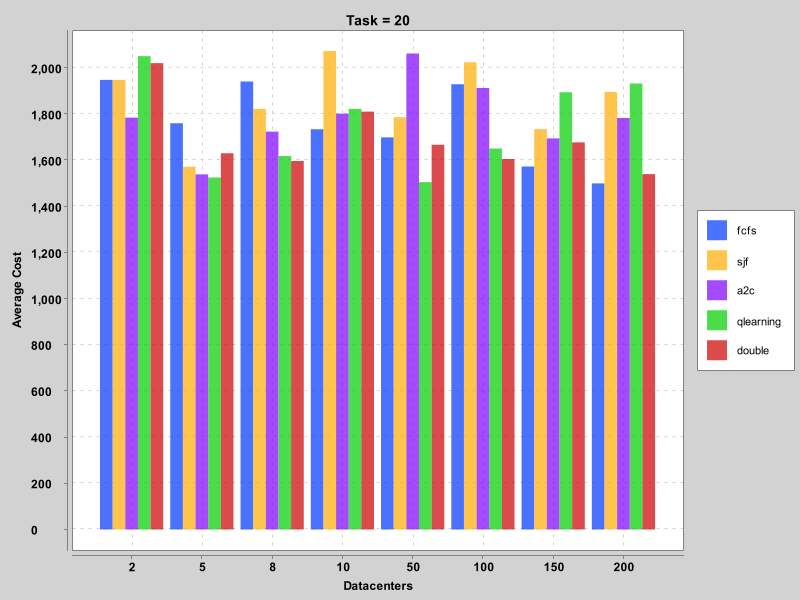 Task = 20
Average Cost
2,000
1,800
1,600
1,400
1,200
1,000
800
600
400
200
0
2 5 8 10 50 100 150 200
Datacenters
fcfs
sjf
a2c
qlearning
double